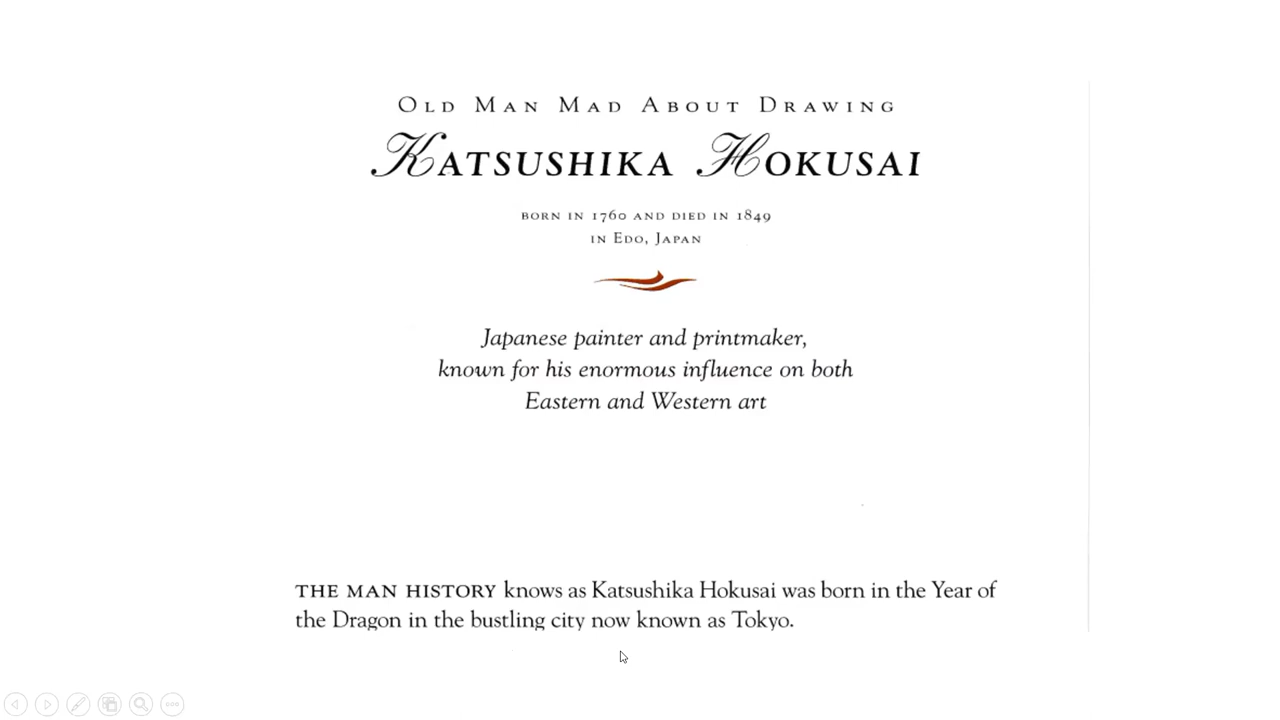 Old Man Mad About Drawing
Katsushika Hokusai
born in 1760 and died in 1849
in Edo, Japan
Japanese painter and printmaker,
known for his enormous influence on both
Eastern and Western art
THE MAN HISTORY knows as Katsushika Hokusai was born in the Year of
the Dragon in the bustling city now known as Tokyo.